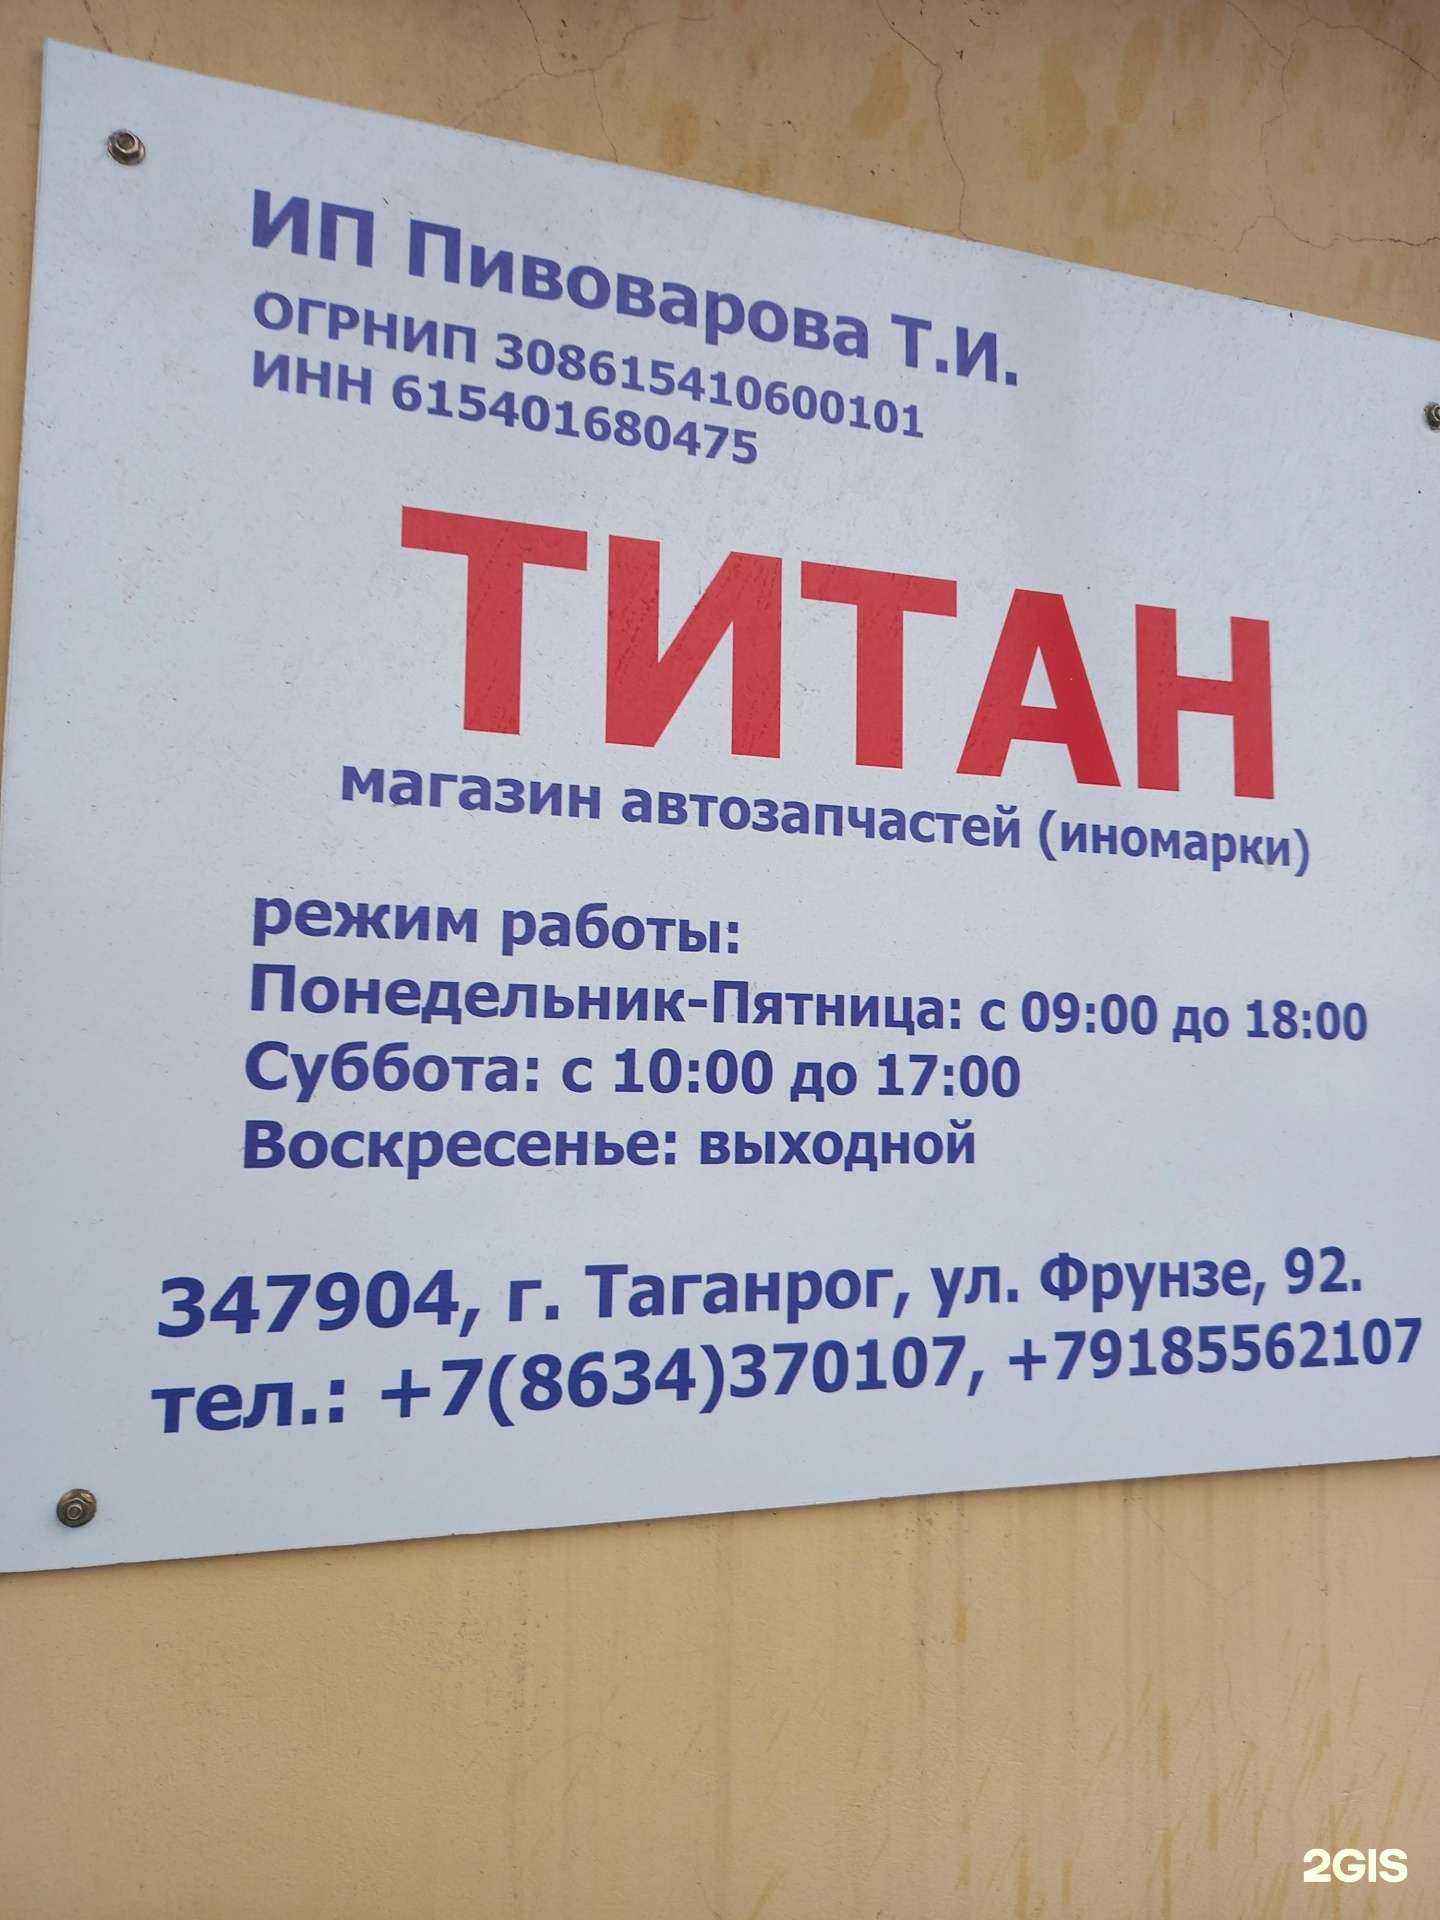 ИП Пивоварова Т.И.
ОГРНИП 308615410600101
ИНН 615401680475
ТИТАН
магазин автозапчастей (иномарки)
режим работы:
Понедельник-Пятница: с 09:00 до 18:00
Суббота: с 10:00 до 17:00
Воскресенье: выходной
347904, г. Таганрог, ул. Фрунзе, 92.
тел.: +7(8634)370107, +79185562107
2GIS